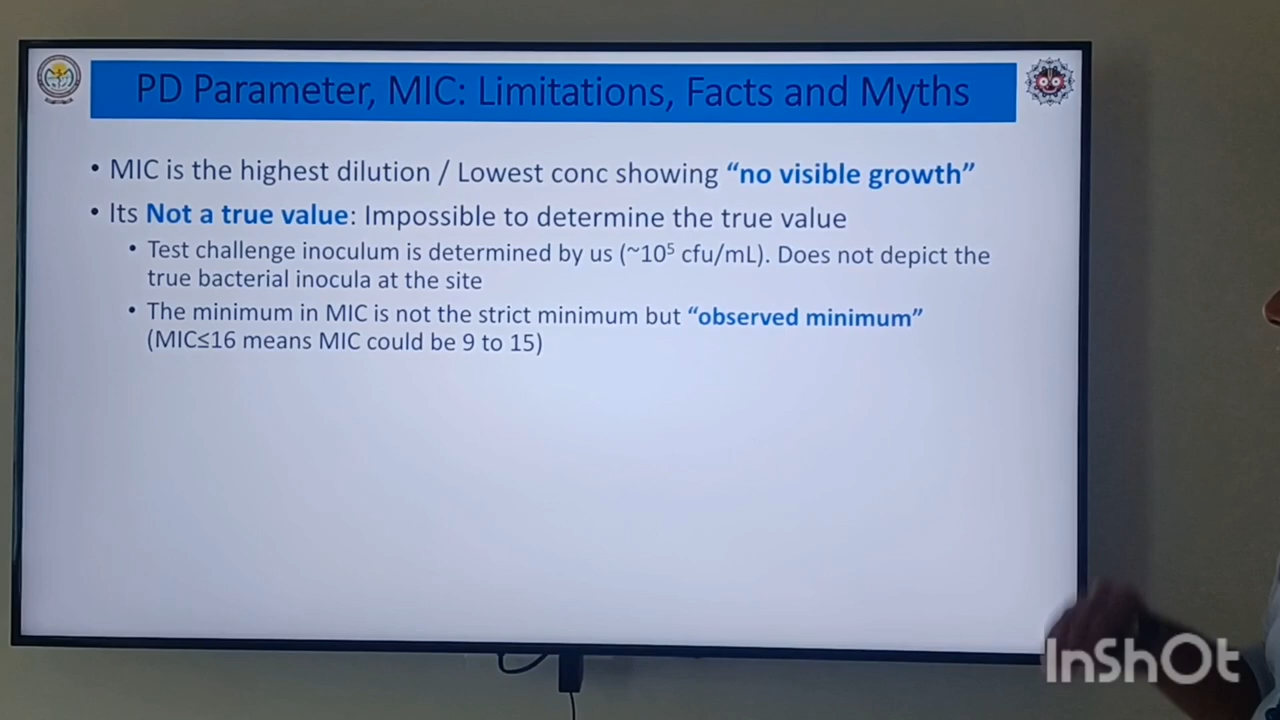 PD Parameter, MIC: Limitations, Facts and Myths
• MIC is the highest dilution / Lowest conc showing “no visible growth”
• Its Not a true value: Impossible to determine the true value
• Test challenge inoculum is determined by us (~10⁵ cfu/mL). Does not depict the
true bacterial inocula at the site
• The minimum in MIC is not the strict minimum but “observed minimum”
(MIC≤16 means MIC could be 9 to 15)
InShOt